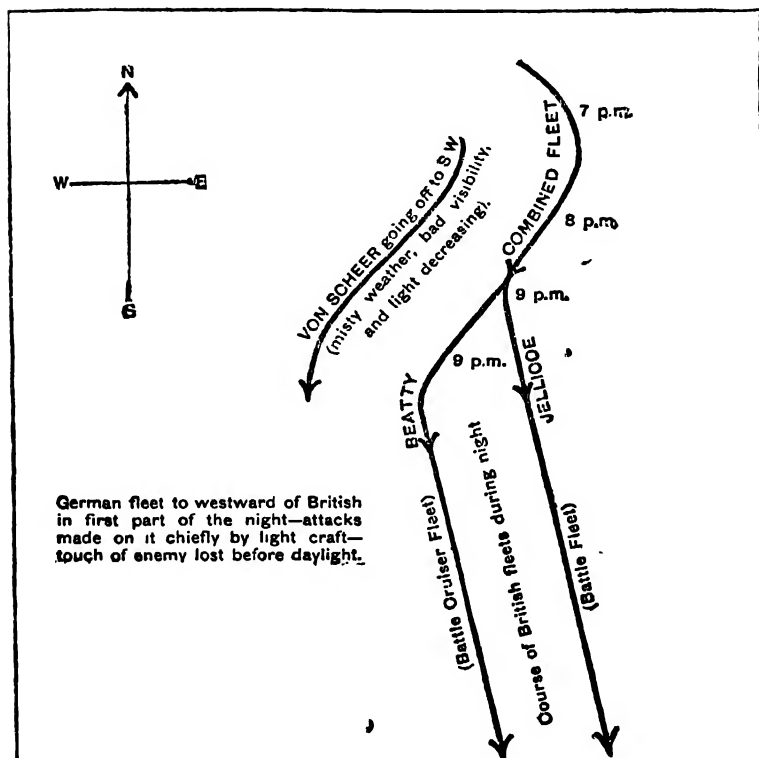 N
W
E
S
7 p.m.
COMBINED FLEET
8 p.m.
VON SCHEER going off to SW
(misty weather, bad visibility,
and light decreasing).
9 p.m.
9 p.m.
BEATTY
JELLICOE
German fleet to westward of British
in first part of the night—attacks
made on it chiefly by light craft—
touch of enemy lost before daylight.
(Battle Cruiser Fleet)
Course of British fleets during night
(Battle Fleet)